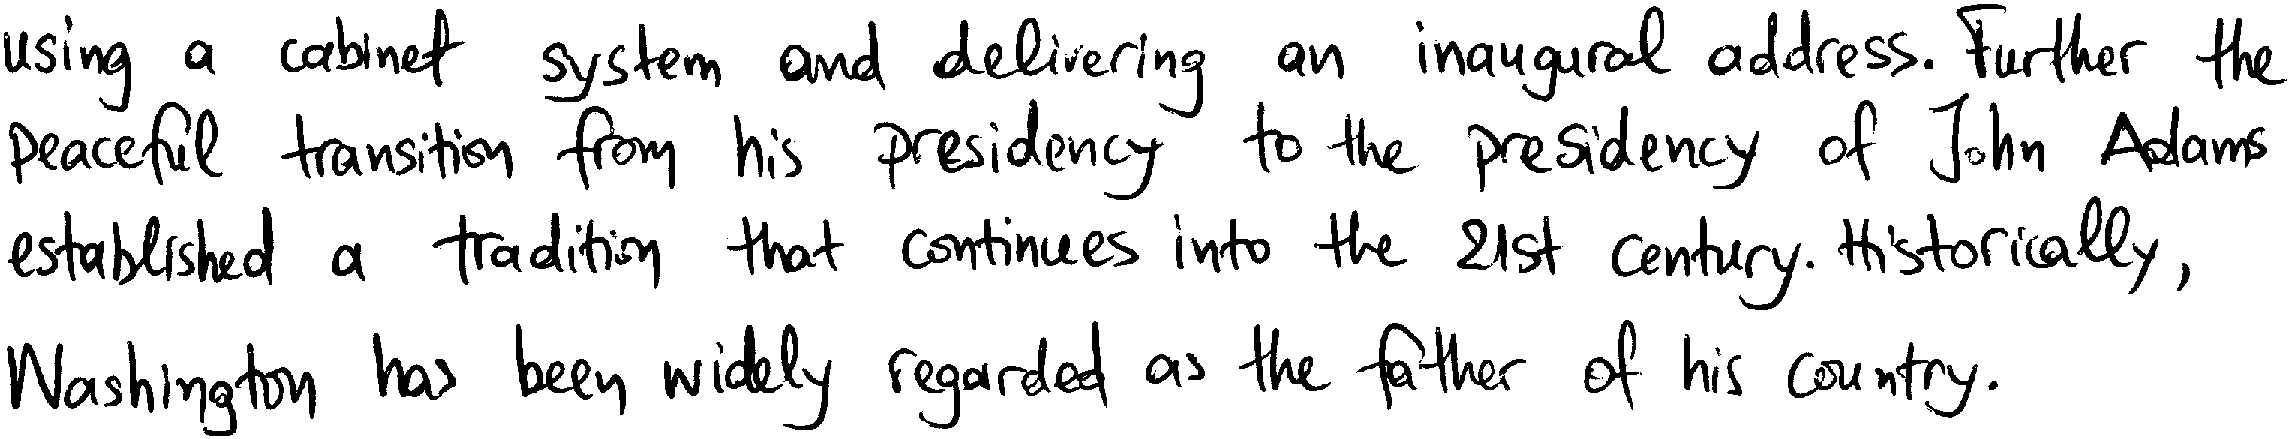 using a cabinet system and delivering an inaugural address. Further the
peaceful transition from his presidency to the presidency of John Adams
established a tradition that continues into the 21st century. Historically,
Washington has been widely regarded as the father of his country.